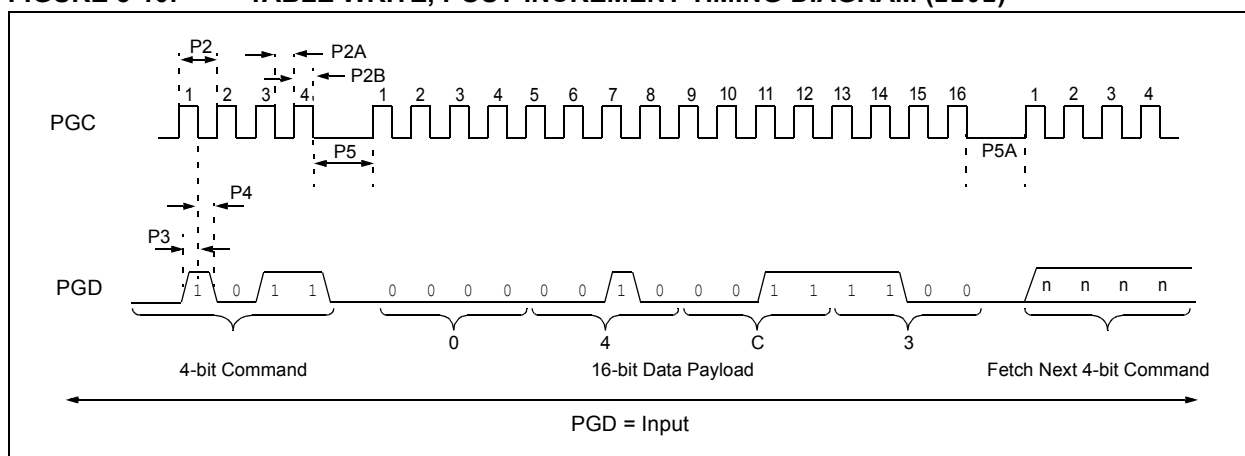 FIGURE TABLE WRITE, POST-INCREMENT TIMING DIAGRAM (1101)
P2 P2A
P2B
1 2 3 4 1 2 3 4 5 6 7 8 9 10 11 12 13 14 15 16 1 2 3 4
PGC
P5 P5A
P4
P3
PGD 1 0 1 1 0 0 0 0 0 0 1 0 0 0 1 1 1 1 0 0 n n n n
0 4 C 3
4-bit Command 16-bit Data Payload Fetch Next 4-bit Command
PGD = Input